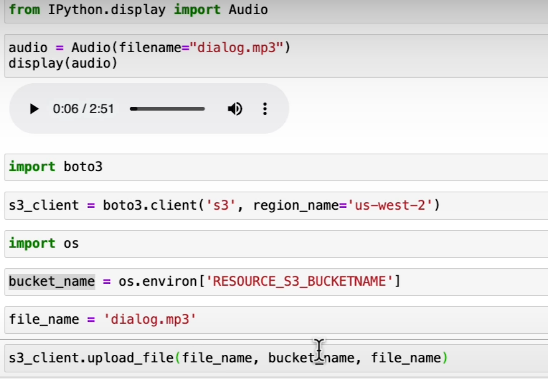 from IPython.display import Audio
audio = Audio(filename="dialog.mp3")
display(audio)
0:06 / 2:51
import boto3
s3_client = boto3.client('s3', region_name='us-west-2')
import os
bucket_name = os.environ['RESOURCE_S3_BUCKETNAME']
file_name = 'dialog.mp3'
s3_client.upload_file(file_name, bucket_name, file_name)